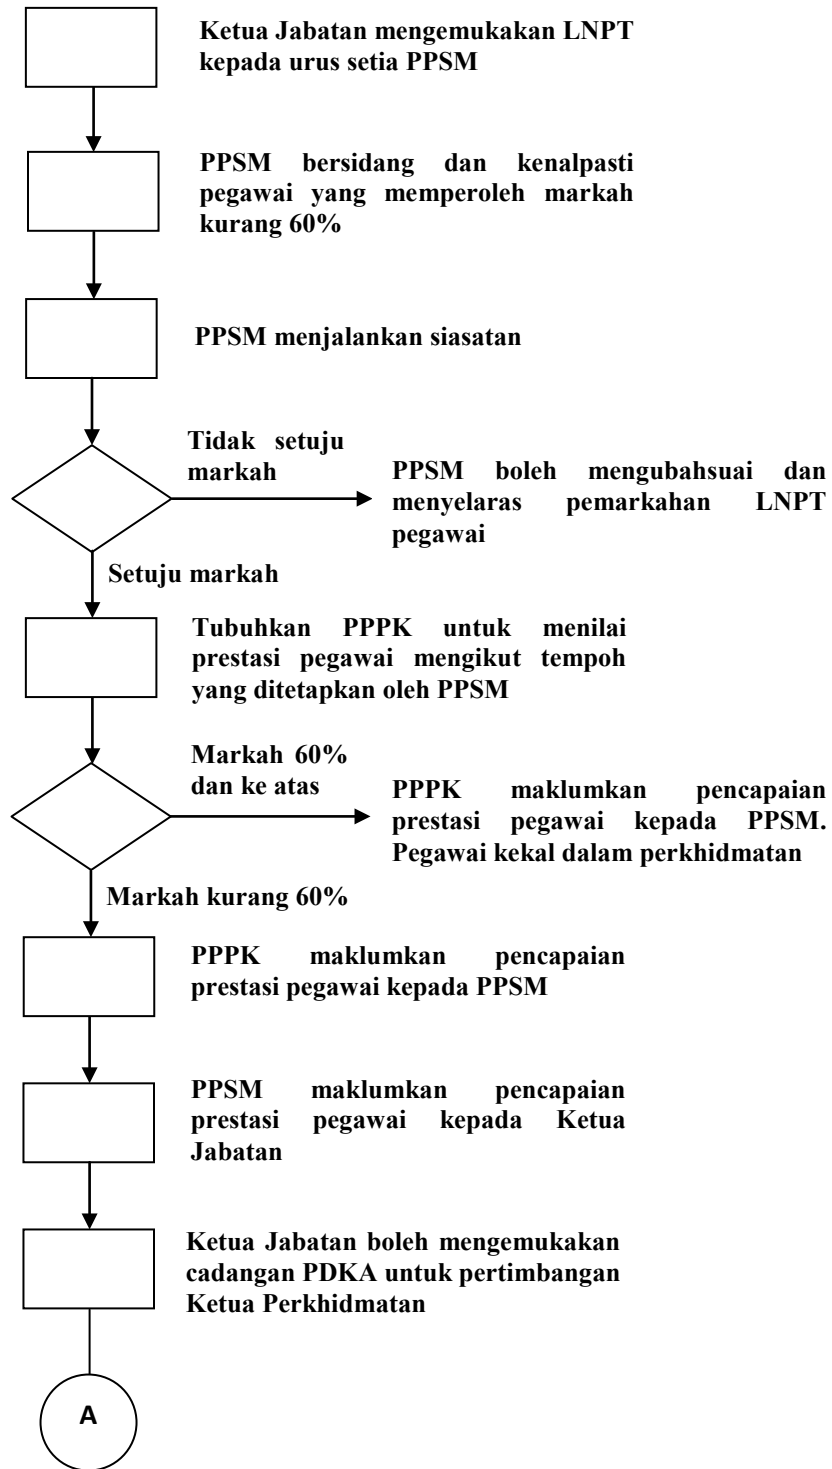 Ketua Jabatan mengemukakan LNPT
kepada urus setia PPSM
PPSM bersidang dan kenalpasti
pegawai yang memperoleh markah
kurang 60%
PPSM menjalankan siasatan
Tidak setuju
markah
PPSM boleh mengubahsuai dan
menyelaras pemarkahan LNPT
pegawai
Setuju markah
Tubuhkan PPPK untuk menilai
prestasi pegawai mengikut tempoh
yang ditetapkan oleh PPSM
Markah 60%
dan ke atas
PPPK maklumkan pencapaian
prestasi pegawai kepada PPSM.
Pegawai kekal dalam perkhidmatan
Markah kurang 60%
PPPK maklumkan pencapaian
prestasi pegawai kepada PPSM
PPSM maklumkan pencapaian
prestasi pegawai kepada Ketua
Jabatan
Ketua Jabatan boleh mengemukakan
cadangan PDKA untuk pertimbangan
Ketua Perkhidmatan
A